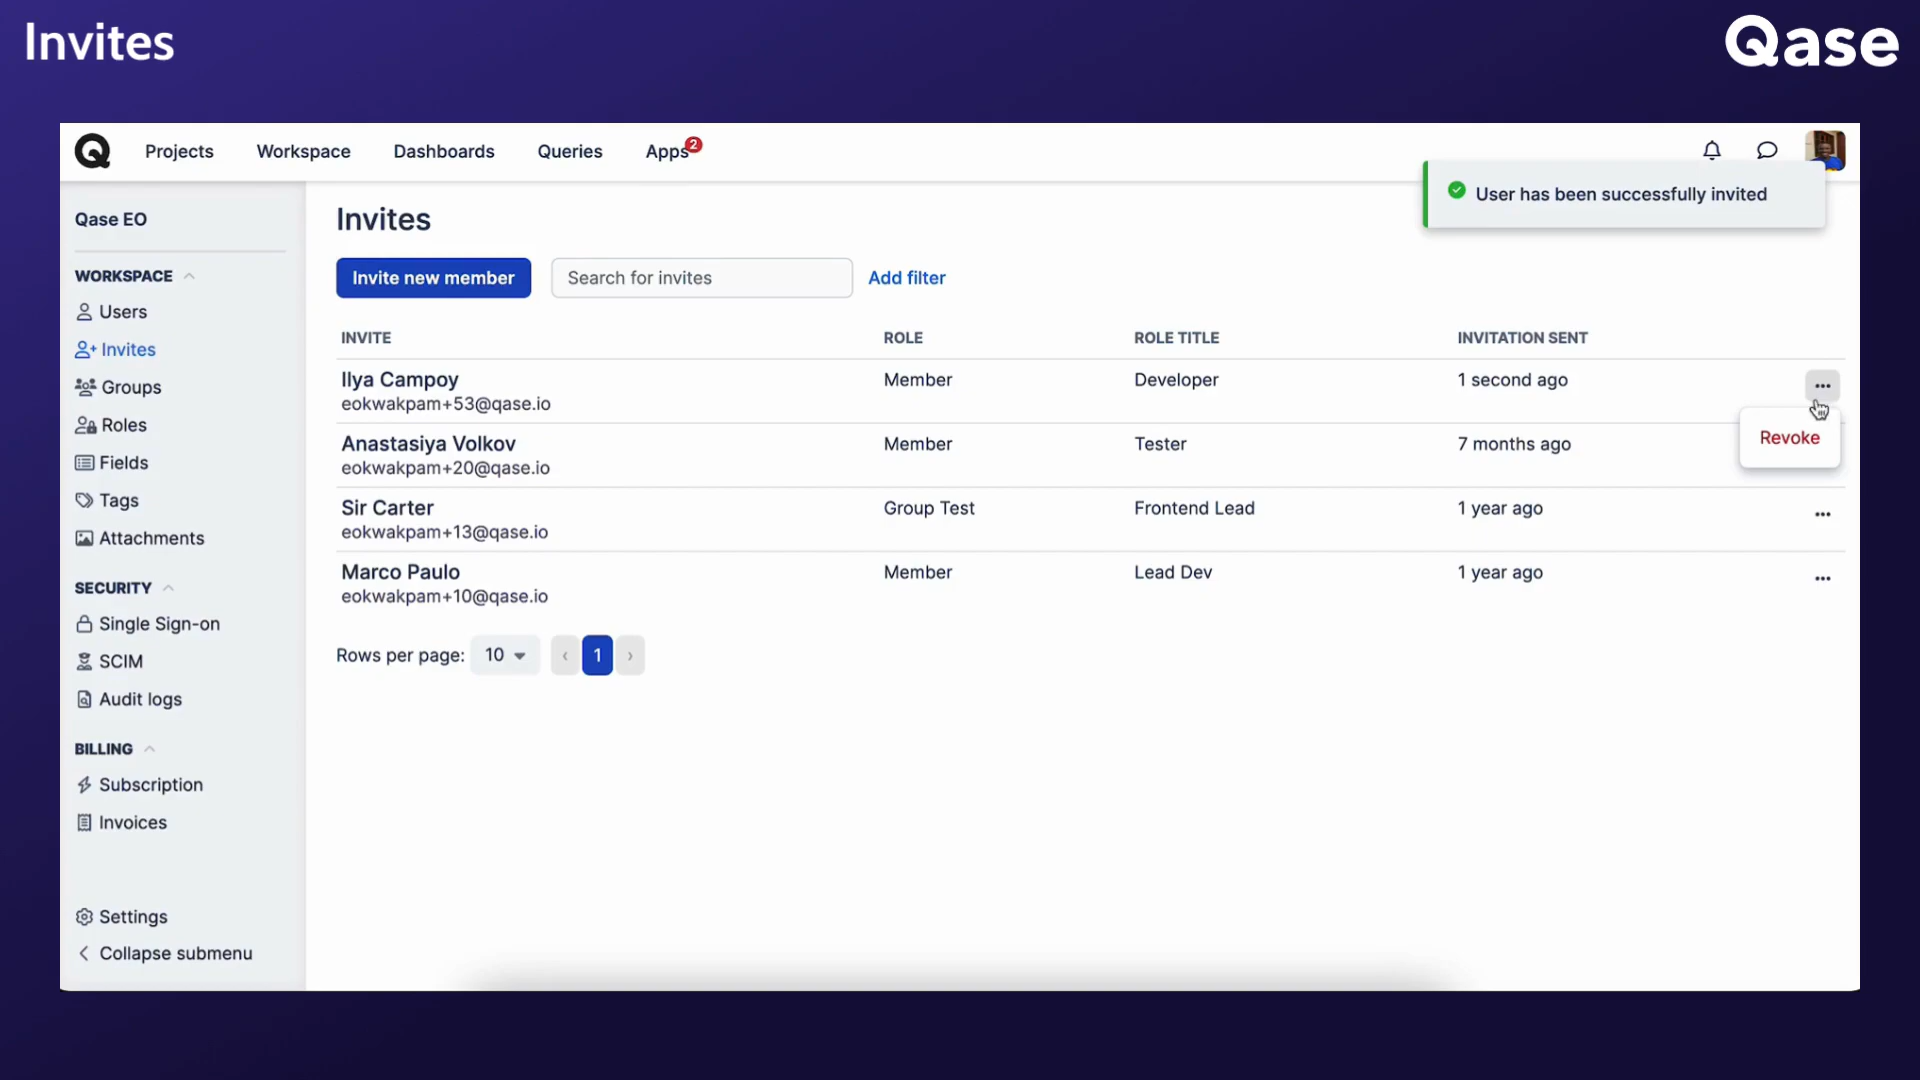 Invites
Qase
Projects
Workspace
Dashboards
Queries
Apps
2
User has been successfully invited
Qase EO
WORKSPACE
Users
Invites
Groups
Roles
Fields
Tags
Attachments
SECURITY
Single Sign-on
SCIM
Audit logs
BILLING
Subscription
Invoices
Settings
Collapse submenu
Invites
Invite new member
Search for invites
Add filter
INVITE ROLE ROLE TITLE INVITATION SENT
Ilya Campoy Member Developer 1 second ago
eokwakpam+53@qase.io
Revoke
Anastasiya Volkov Member Tester 7 months ago
eokwakpam+20@qase.io
Sir Carter Group Test Frontend Lead 1 year ago
eokwakpam+13@qase.io
Marco Paulo Member Lead Dev 1 year ago
eokwakpam+10@qase.io
Rows per page: 10 1